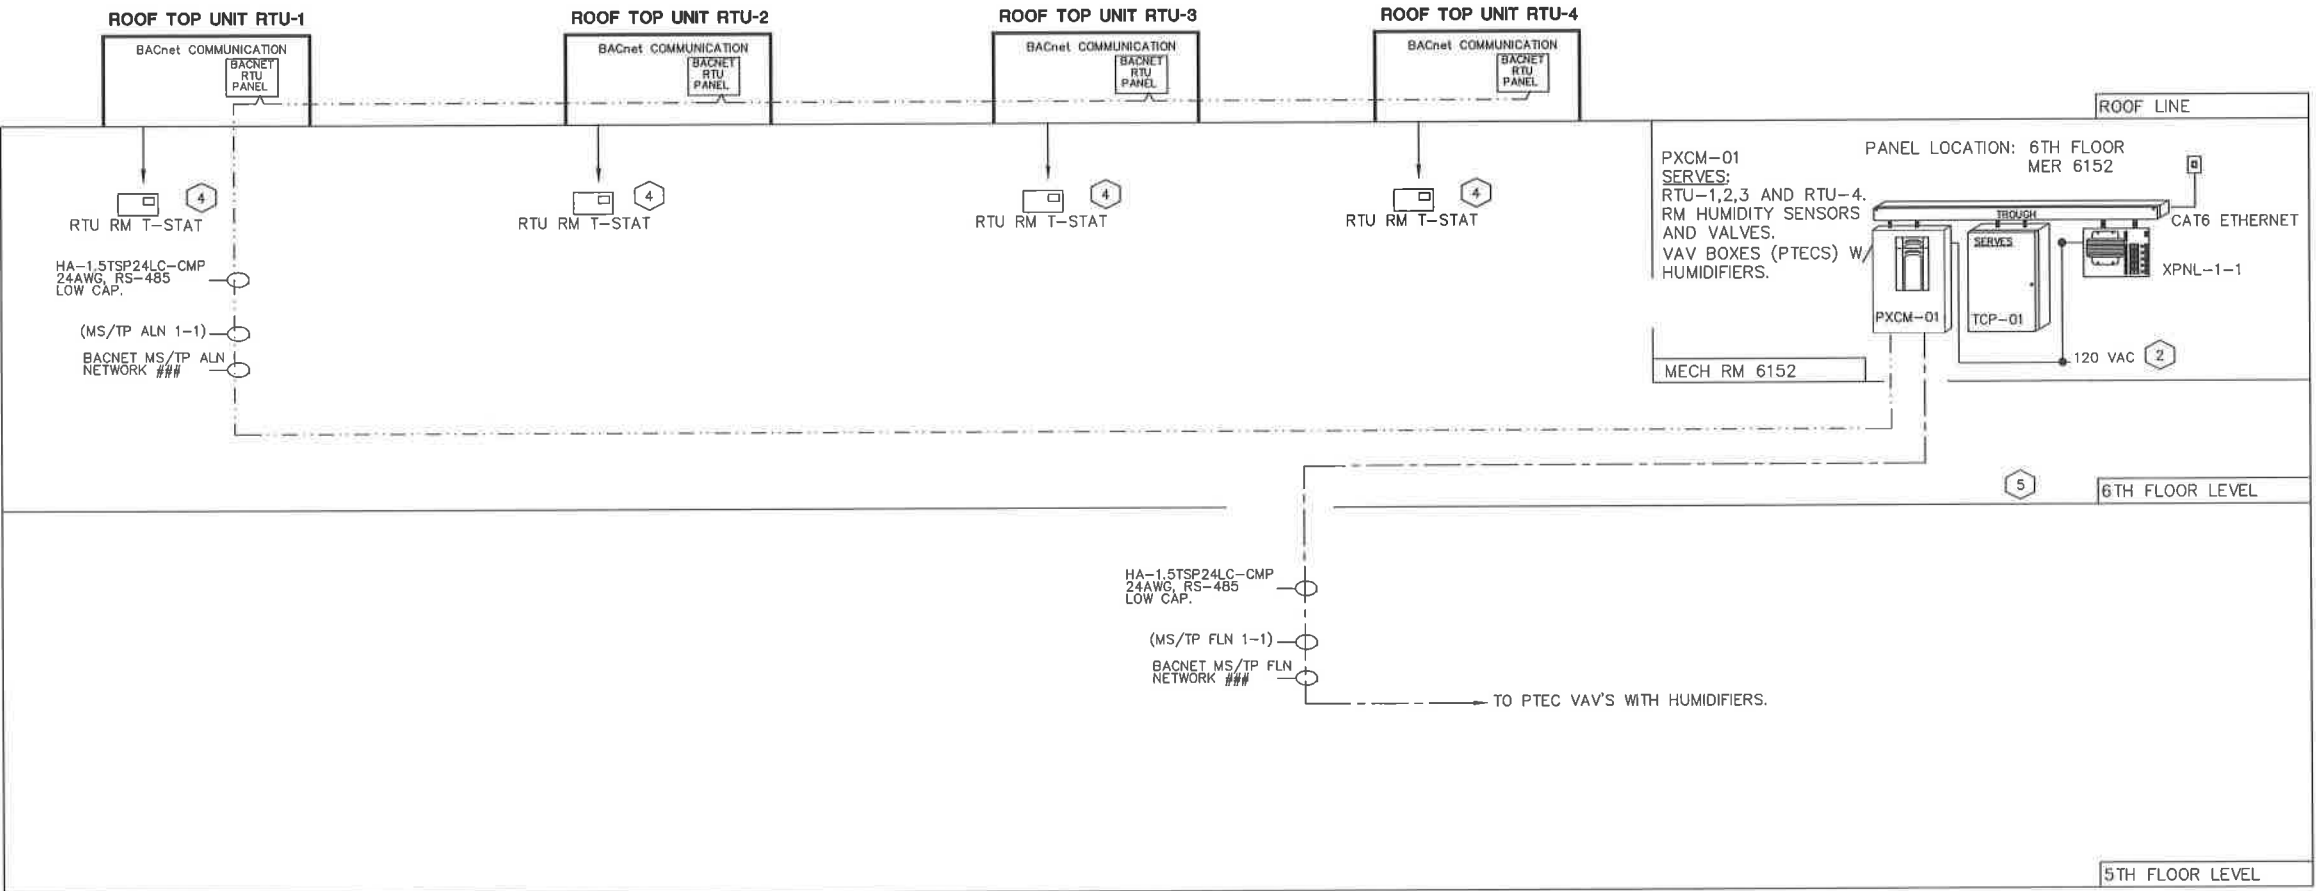 ROOF TOP UNIT RTU-1
ROOF TOP UNIT RTU-2
ROOF TOP UNIT RTU-3
ROOF TOP UNIT RTU-4
BACnet COMMUNICATION
BACNET
RTU
PANEL
BACnet COMMUNICATION
BACNET
RTU
PANEL
BACnet COMMUNICATION
BACNET
RTU
PANEL
BACnet COMMUNICATION
BACNET
RTU
PANEL
ROOF LINE
4
RTU RM T-STAT
4
RTU RM T-STAT
4
RTU RM T-STAT
4
RTU RM T-STAT
PXCM-01
SERVES:
RTU-1,2,3 AND RTU-4.
RM HUMIDITY SENSORS
AND VALVES.
VAV BOXES (PTECS) W/
HUMIDIFIERS.
PANEL LOCATION: 6TH FLOOR
MER 6152
TROUGH
CAT6 ETHERNET
SERVES
XPNL-1-1
PXCM-01
TCP-01
120 VAC
2
MECH RM 6152
HA-1.5TSP24LC-CMP
24AWG, RS-485
LOW CAP.
(MS/TP ALN 1-1)
BACNET MS/TP ALN
NETWORK ###
5
6TH FLOOR LEVEL
HA-1.5TSP24LC-CMP
24AWG, RS-485
LOW CAP.
(MS/TP FLN 1-1)
BACNET MS/TP FLN
NETWORK ###
TO PTEC VAV'S WITH HUMIDIFIERS.
5TH FLOOR LEVEL